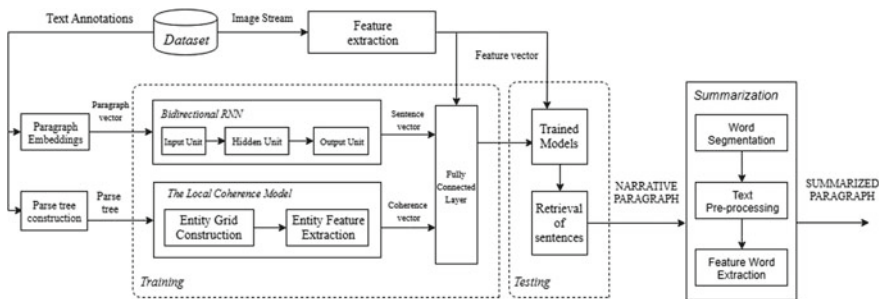 Text Annotations
Dataset
Image Stream
Feature
extraction
Feature vector
Paragraph
vector
Paragraph
Embeddings
Bidirectional RNN
Input Unit
Hidden Unit
Output Unit
Sentence
vector
Parse tree
construction
Parse
tree
The Local Coherence Model
Entity Grid
Construction
Entity Feature
Extraction
Coherence
vector
Fully
Connected
Layer
Training
Trained
Models
Retrieval
of
sentences
Testing
NARRATIVE
PARAGRAPH
Summarization
Word
Segmentation
Text
Pre-processing
Feature Word
Extraction
SUMMARIZED
PARAGRAPH